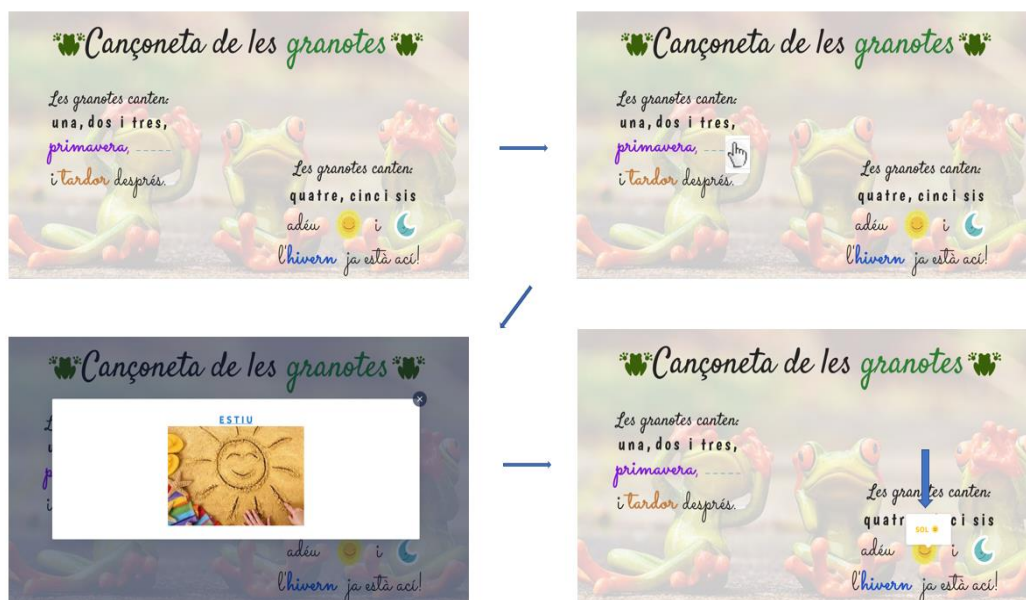 Cançoneta de les granotes
Les granotes canten:
una, dos i tres,
primavera, _ _ _ _ _
i tardor després.
Les granotes canten:
quatre, cinc i sis
adéu i
l'hivern ja està ací!
Cançoneta de les granotes
Les granotes canten:
una, dos i tres,
primavera,
i tardor després.
Les granotes canten:
quatre, cinc i sis
adéu i
l'hivern ja està ací!
Cançoneta de les granotes
ESTIU
adéu i
l'hivern ja està ací!
Cançoneta de les granotes
Les granotes canten:
una, dos i tres,
primavera, _ _ _ _ _
i tardor després.
Les granotes canten:
SOL
adéu i
l'hivern ja està ací!